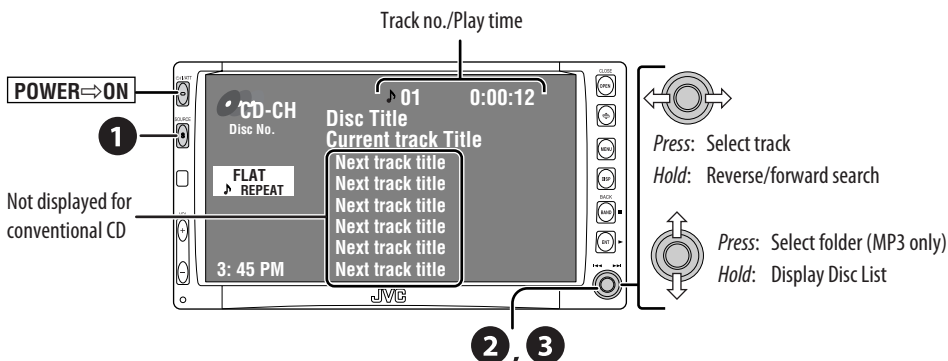 Track no./Play time
POWER⇨ON
1
Not displayed for
conventional CD
SOURCE
VOL
CD-CH
Disc No.
FLAT
♪ REPEAT
3: 45 PM
♪ 01 0:00:12
Disc Title
Current track Title
Next track title
Next track title
Next track title
Next track title
Next track title
Next track title
JVC
CLOSE
OPEN
MENU
DISP
BACK
BAND
ENT
2, 3
Press: Select track
Hold: Reverse/forward search
Press: Select folder (MP3 only)
Hold: Display Disc List